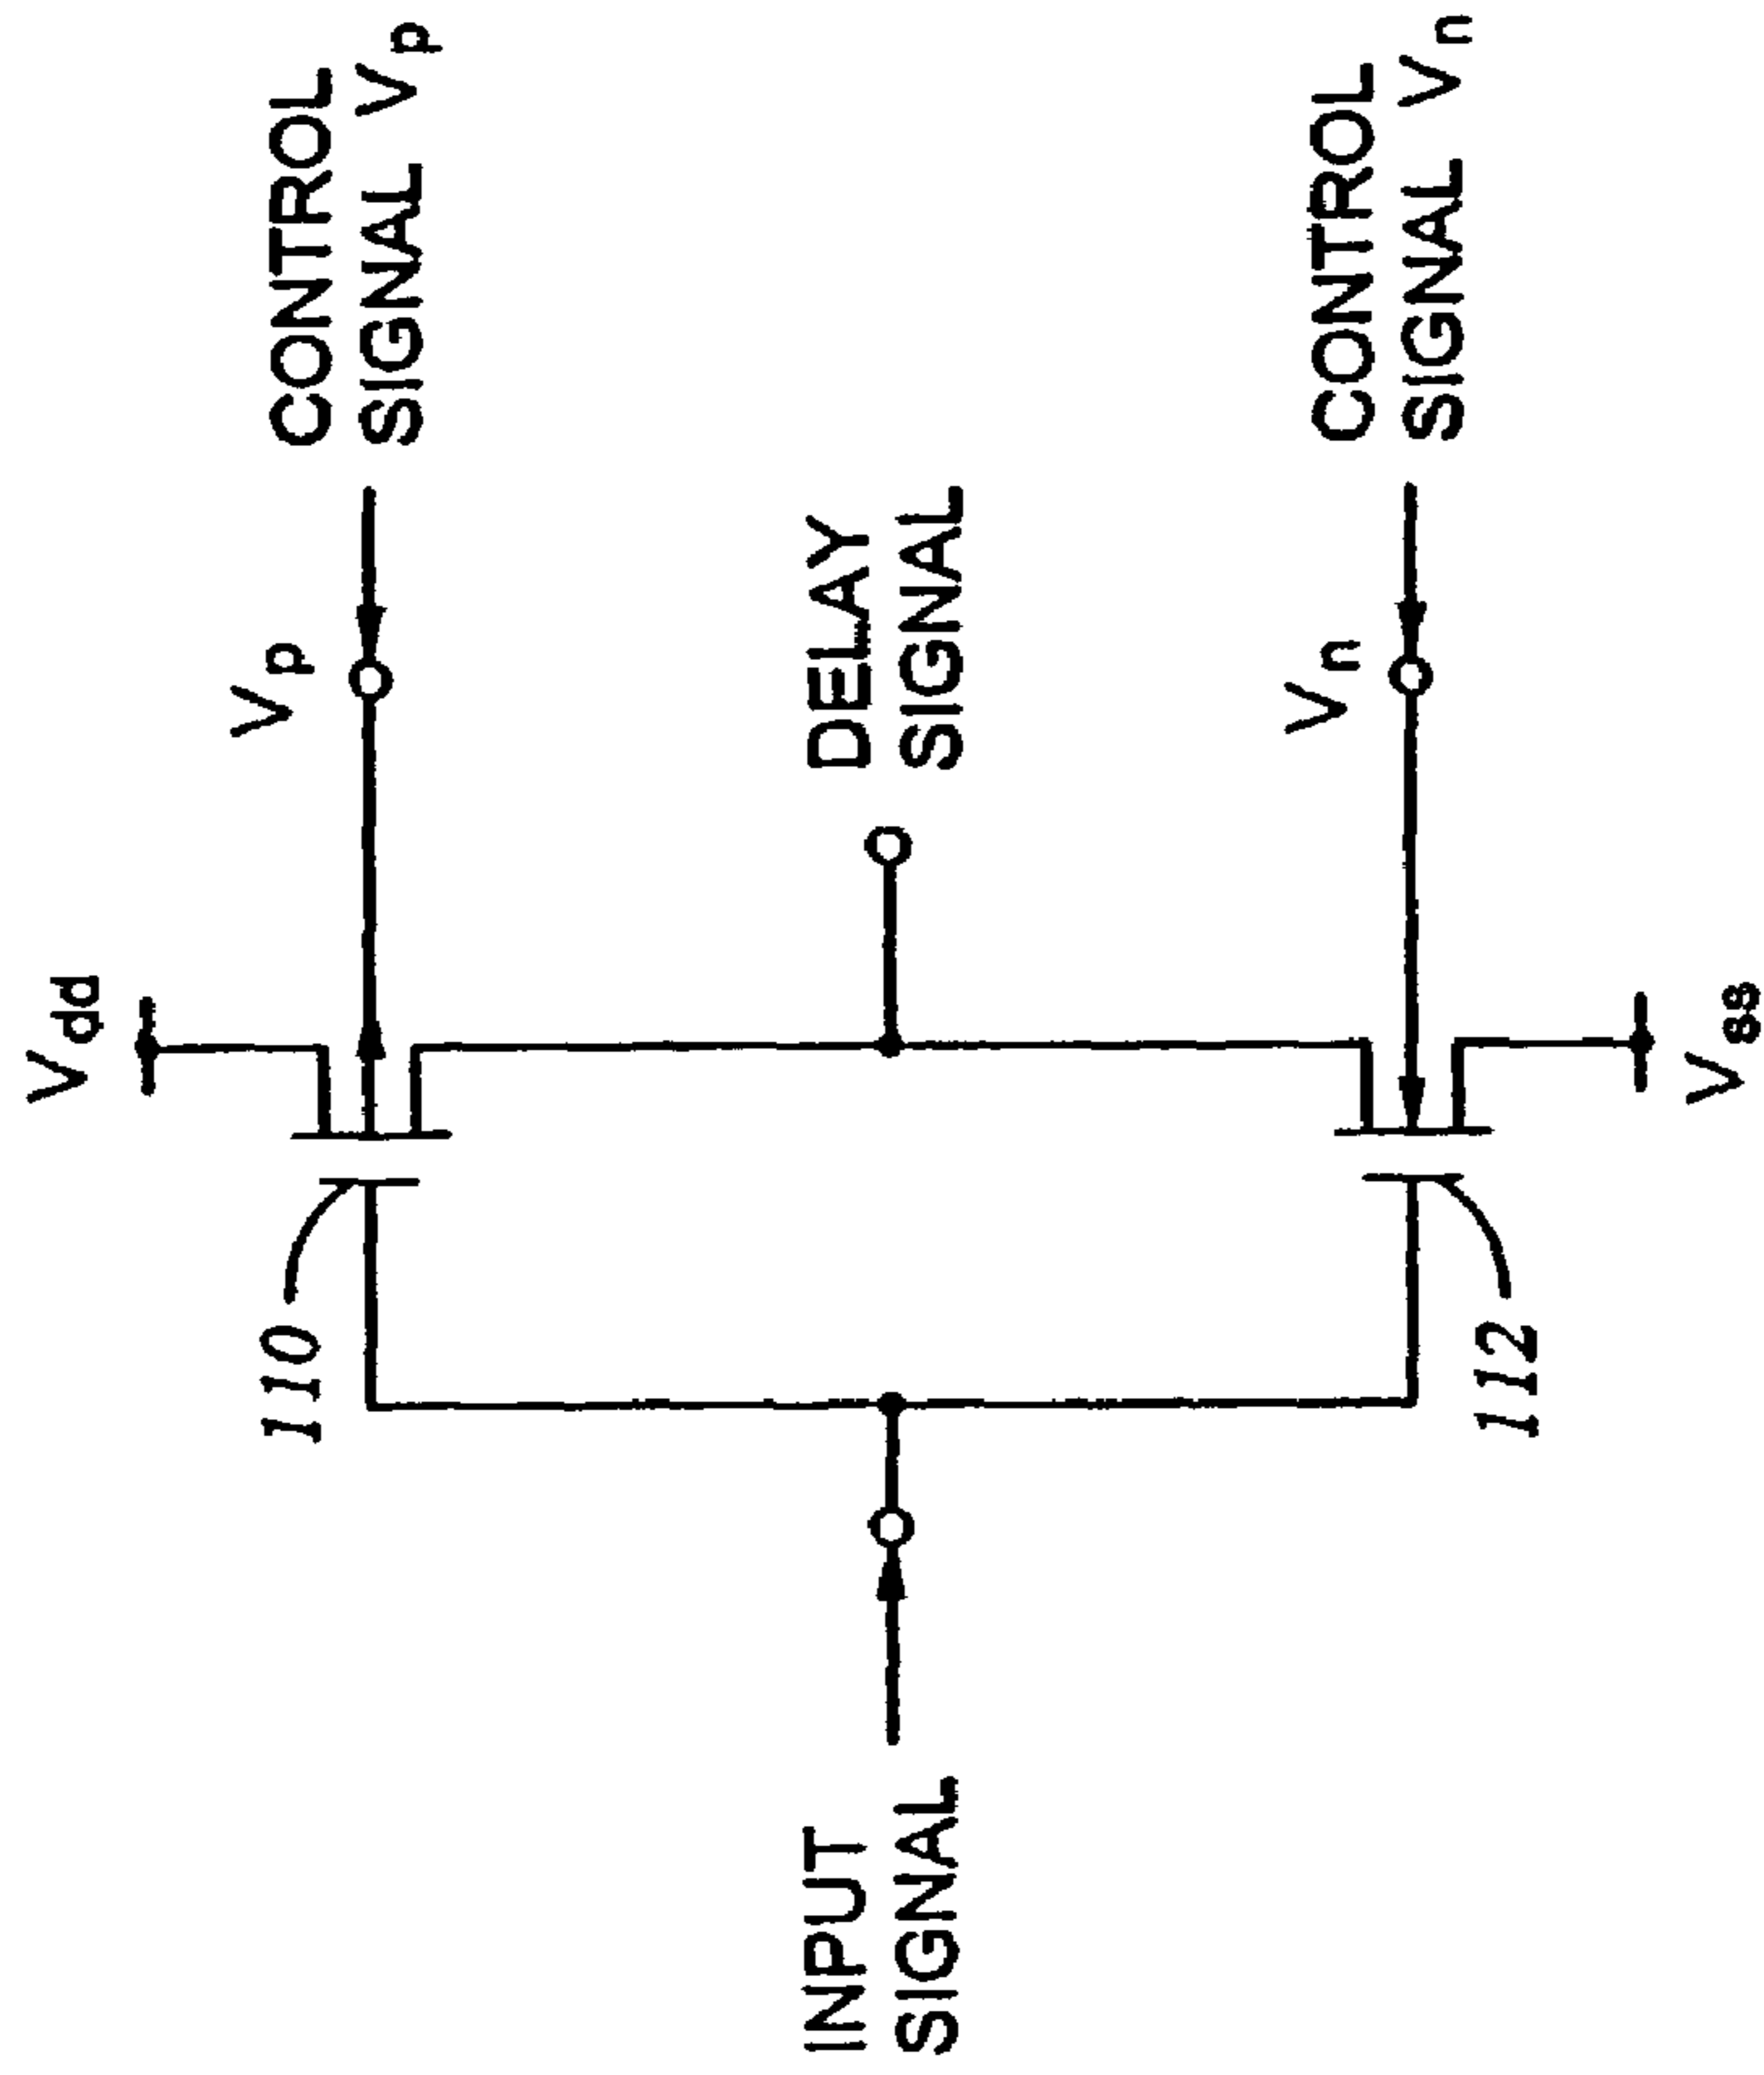 Vdd
Vp
CONTROL
SIGNAL Vp
110
INPUT
SIGNAL
DELAY
SIGNAL
112
Vn
CONTROL
SIGNAL Vn
Vss